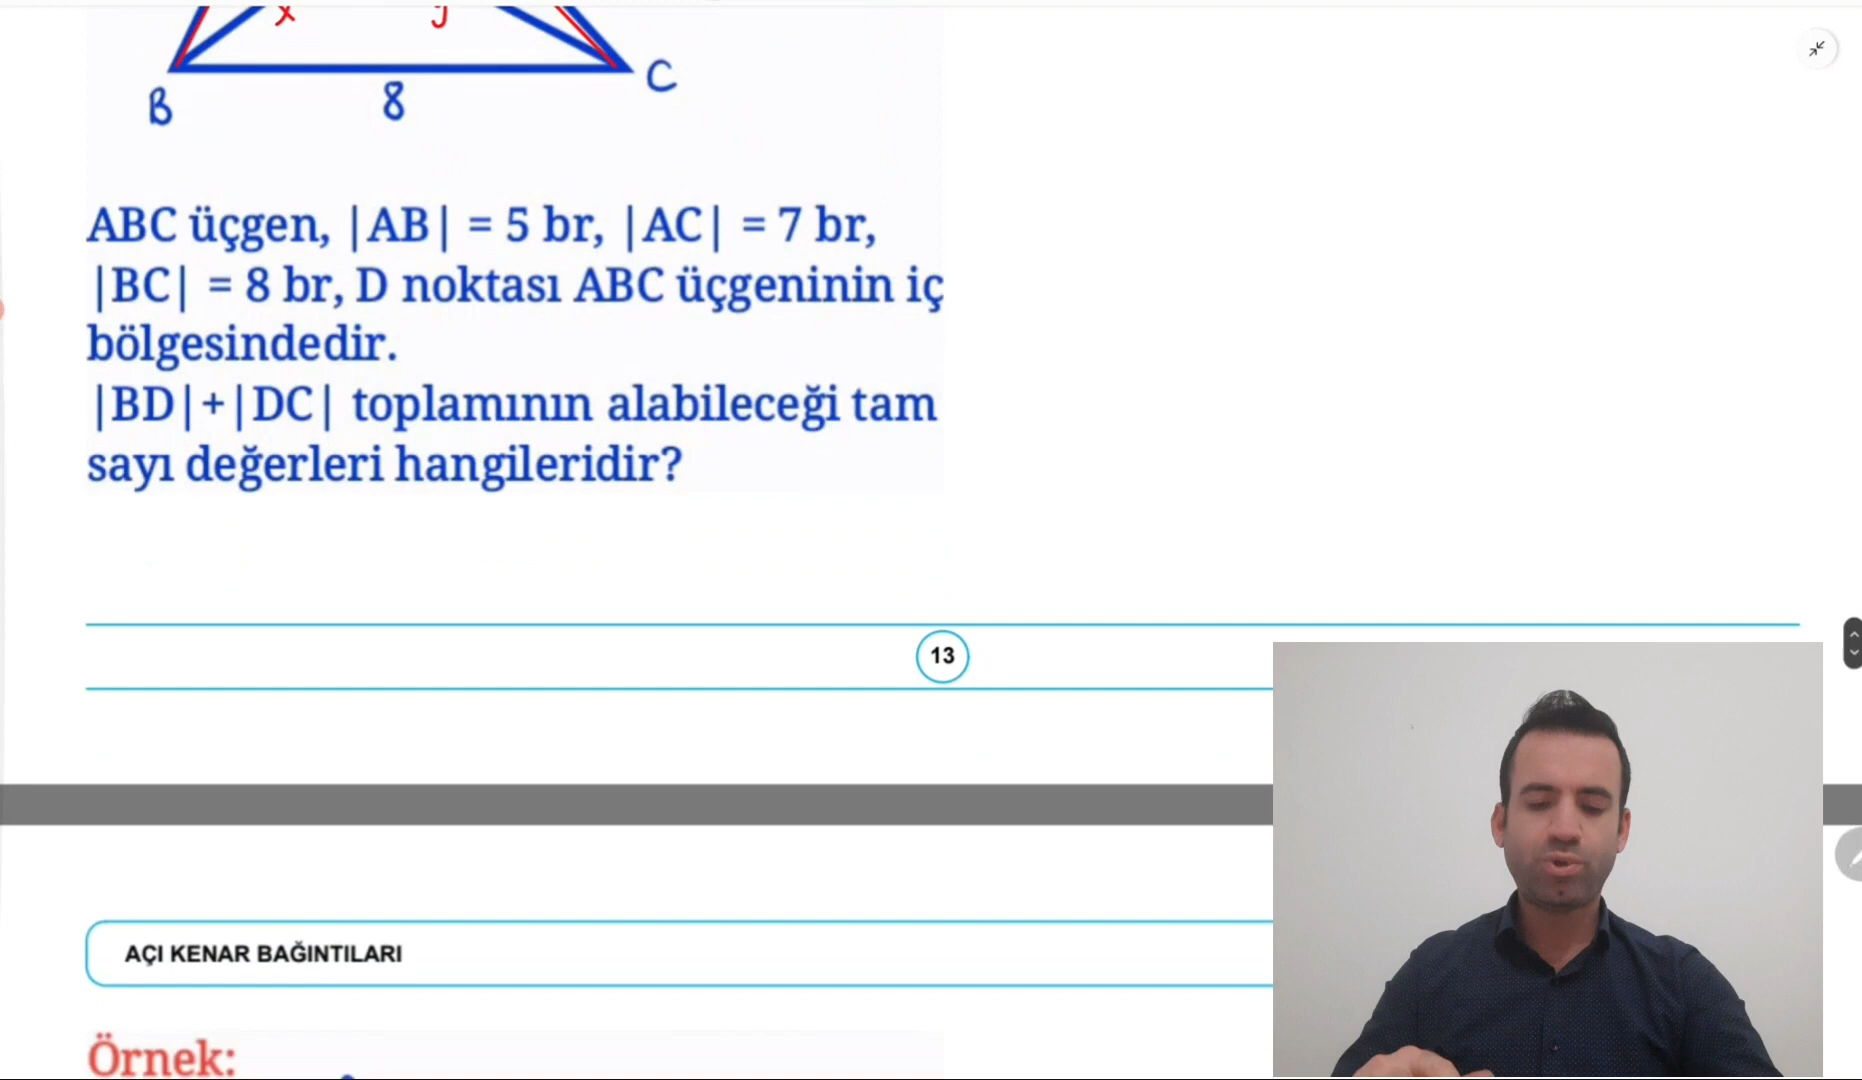 x y
B 8 C
ABC üçgen, |AB| = 5 br, |AC| = 7 br,
|BC| = 8 br, D noktası ABC üçgeninin iç
bölgesindedir.
|BD|+|DC| toplamının alabileceği tam
sayı değerleri hangileridir?
13
AÇI KENAR BAĞINTILARI
Örnek: